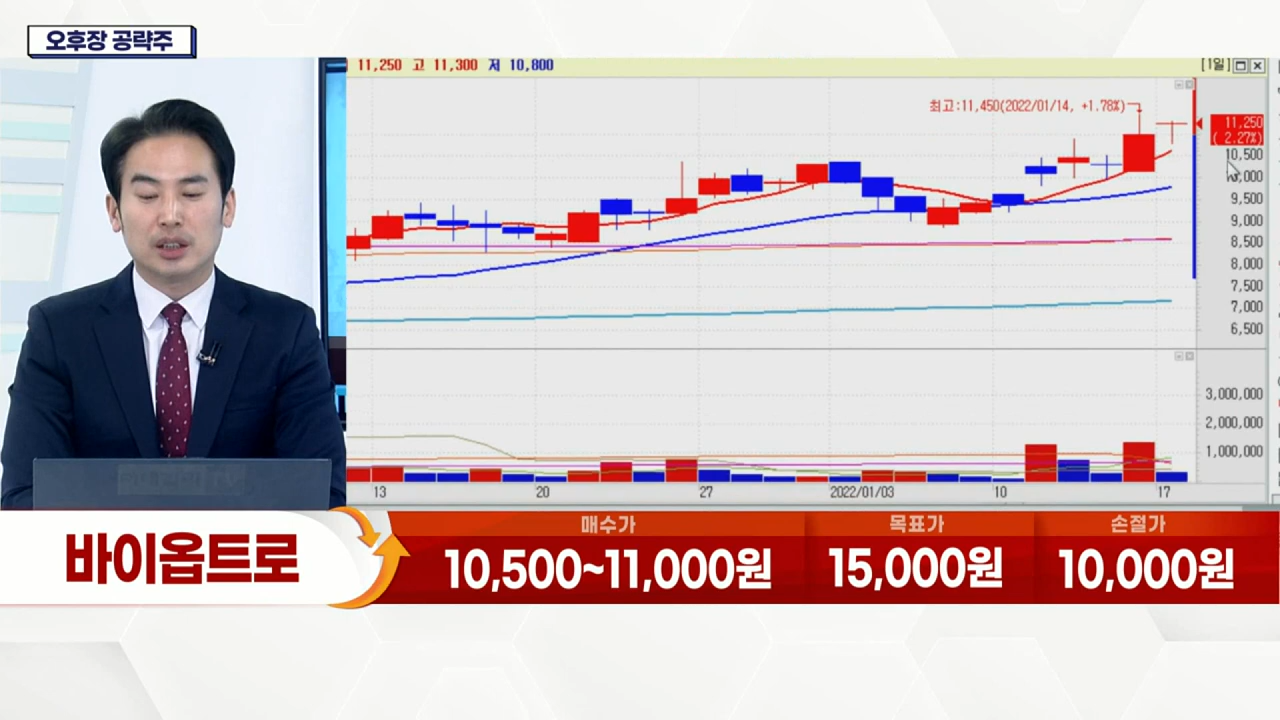 오후장 공략주
11,250 고 11,300 저 10,800
[1일]
최고:11,450(2022/01/14, +1.78%)
11,250
( 2.27%)
10,500
9,500
9,000
8,500
8,000
7,500
7,000
6,500
3,000,000
2,000,000
1,000,000
13 20 27 2022/01/03 10 17
바이옵트로
매수가 목표가 손절가
10,500~11,000원 15,000원 10,000원